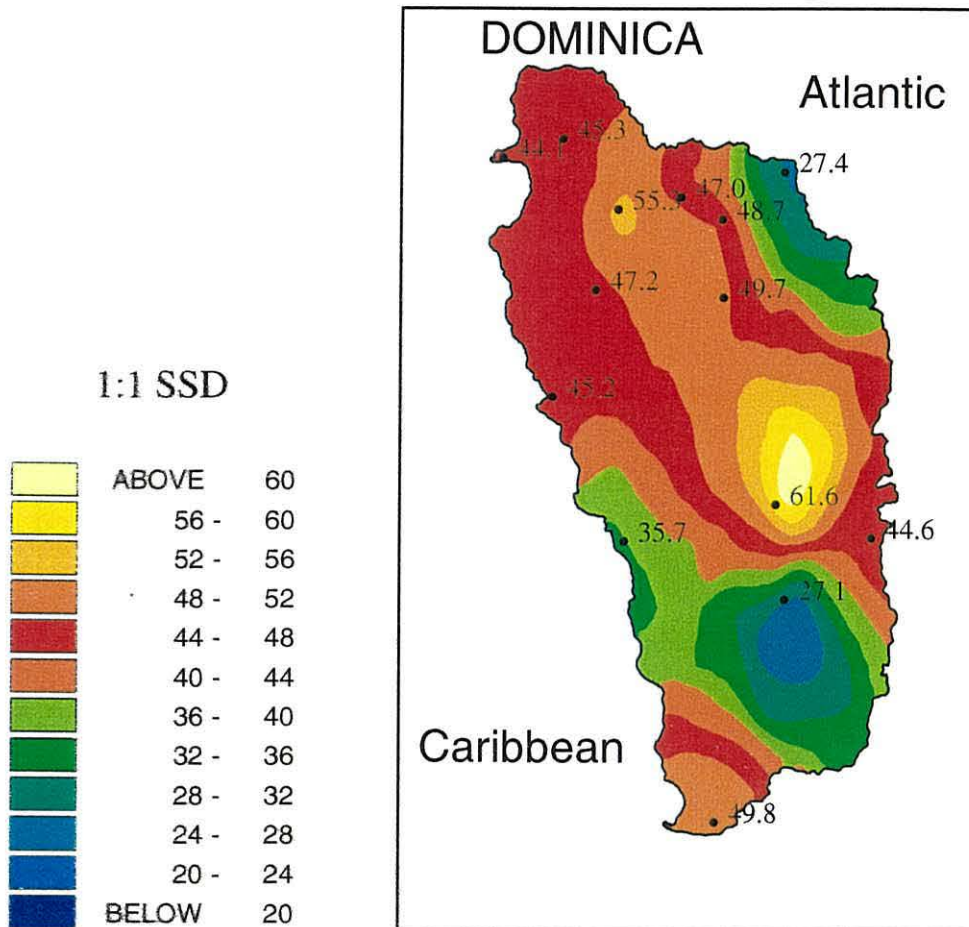 DOMINICA
Atlantic
45.3
44.1
27.4
47.0
55.3
48.7
47.2
49.7
1:1 SSD
45.2
ABOVE 60
56 - 60
52 - 56
48 - 52
44 - 48
40 - 44
36 - 40
32 - 36
28 - 32
24 - 28
20 - 24
BELOW 20
61.6
35.7
44.6
27.1
Caribbean
49.8